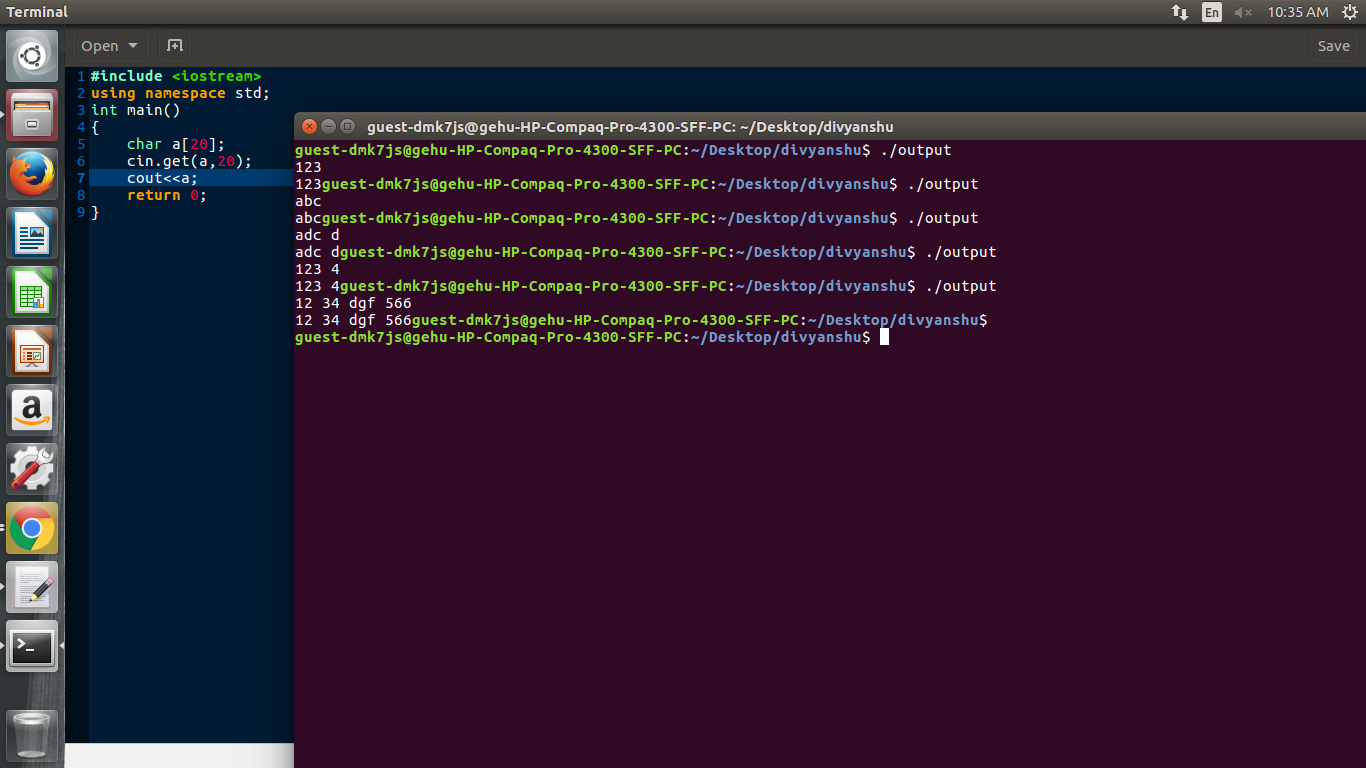 Terminal
En
10:35 AM
Open
Save
1 #include <iostream>
2 using namespace std;
3 int main()
4 {
5     char a[20];
6     cin.get(a,20);
7     cout<<a;
8     return 0;
9 }
guest-dmk7js@gehu-HP-Compaq-Pro-4300-SFF-PC: ~/Desktop/divyanshu
guest-dmk7js@gehu-HP-Compaq-Pro-4300-SFF-PC:~/Desktop/divyanshu$ ./output
123
123guest-dmk7js@gehu-HP-Compaq-Pro-4300-SFF-PC:~/Desktop/divyanshu$ ./output
abc
abcguest-dmk7js@gehu-HP-Compaq-Pro-4300-SFF-PC:~/Desktop/divyanshu$ ./output
adc d
adc dguest-dmk7js@gehu-HP-Compaq-Pro-4300-SFF-PC:~/Desktop/divyanshu$ ./output
123 4
123 4guest-dmk7js@gehu-HP-Compaq-Pro-4300-SFF-PC:~/Desktop/divyanshu$ ./output
12 34 dgf 566
12 34 dgf 566guest-dmk7js@gehu-HP-Compaq-Pro-4300-SFF-PC:~/Desktop/divyanshu$
guest-dmk7js@gehu-HP-Compaq-Pro-4300-SFF-PC:~/Desktop/divyanshu$